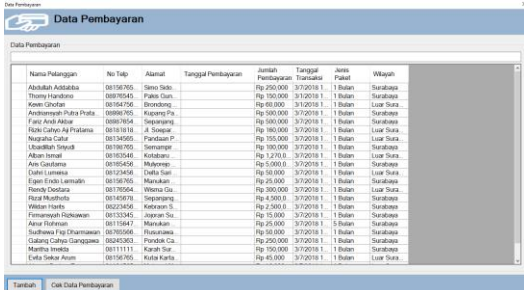 Data Pembayaran
Data Pembayaran
Data Pembayaran
Nama Pelanggan No Telp Alamat Tanggal Pembayaran Jumlah Pembayaran Tanggal Transaksi Jenis Paket Wilayah
Abdullah Addabba 08156765... Simo Sido... Rp 250,000 3/7/2018 1... 1 Bulan Surabaya
Thomy Handono 08976545... Pakis Gun... Rp 150,000 3/1/2018 1... 1 Bulan Surabaya
Kevin Ghofari 08164756... Brondong... Rp 60,000 3/1/2018 1... 1 Bulan Luar Sura...
Andriansyah Putra Prata... 08998765... Kupang Pa... Rp 500,000 3/7/2018 1... 1 Bulan Surabaya
Fariz Andi Akbar 08987654... Sepanjang... Rp 500,000 3/7/2018 1... 1 Bulan Surabaya
Rizki Cahyo Aji Pratama 08181818... Jl. Soepar... Rp 160,000 3/7/2018 1... 1 Bulan Luar Sura...
Nugraha Catur 08134565... Pandaan P... Rp 155,000 3/7/2018 1... 1 Bulan Luar Sura...
Ubaidillah Sriyudi 08198765... Semampir... Rp 100,000 3/7/2018 1... 1 Bulan Surabaya
Alban Ismail 08163546... Kotabaru... Rp 1,270,0... 3/7/2018 1... 1 Bulan Luar Sura...
Aris Gautama 08165456... Mulyorejo... Rp 5,000,0... 3/7/2018 1... 1 Bulan Surabaya
Dahri Lumeisa 08123456... Delta Sari... Rp 50,000 3/7/2018 1... 1 Bulan Luar Sura...
Egan Endo Lermatin 08156765... Manukan... Rp 25,000 3/7/2018 1... 1 Bulan Surabaya
Rendy Destara 08176564... Wisma Gu... Rp 300,000 3/7/2018 1... 1 Bulan Luar Sura...
Rizal Musthofa 08145678... Sepanjang... Rp 4,500,0... 3/7/2018 1... 1 Bulan Surabaya
Wildan Harits 08223456... Kebraon S... Rp 2,500,0... 3/7/2018 1... 1 Bulan Surabaya
Firmansyah Rizkiawan 08133345... Jojoran Su... Rp 15,000 3/7/2018 1... 1 Bulan Surabaya
Ainur Rohman 08115647... Manukan... Rp 25,000 3/7/2018 1... 5 Bulan Surabaya
Sudhewa Fiqi Dharmawan 08765566... Rusunawa... Rp 50,000 3/7/2018 1... 1 Bulan Surabaya
Galang Cahya Ganggawa 08245363... Pondok Ca... Rp 250,000 3/7/2018 1... 1 Bulan Surabaya
Maritha Imelda 08111111... Karah Sur... Rp 150,000 3/7/2018 1... 1 Bulan Surabaya
Evita Sekar Arum 08156765... Kutai Karta... Rp 45,000 3/7/2018 1... 1 Bulan Luar Sura...
Tambah Cek Data Pembayaran